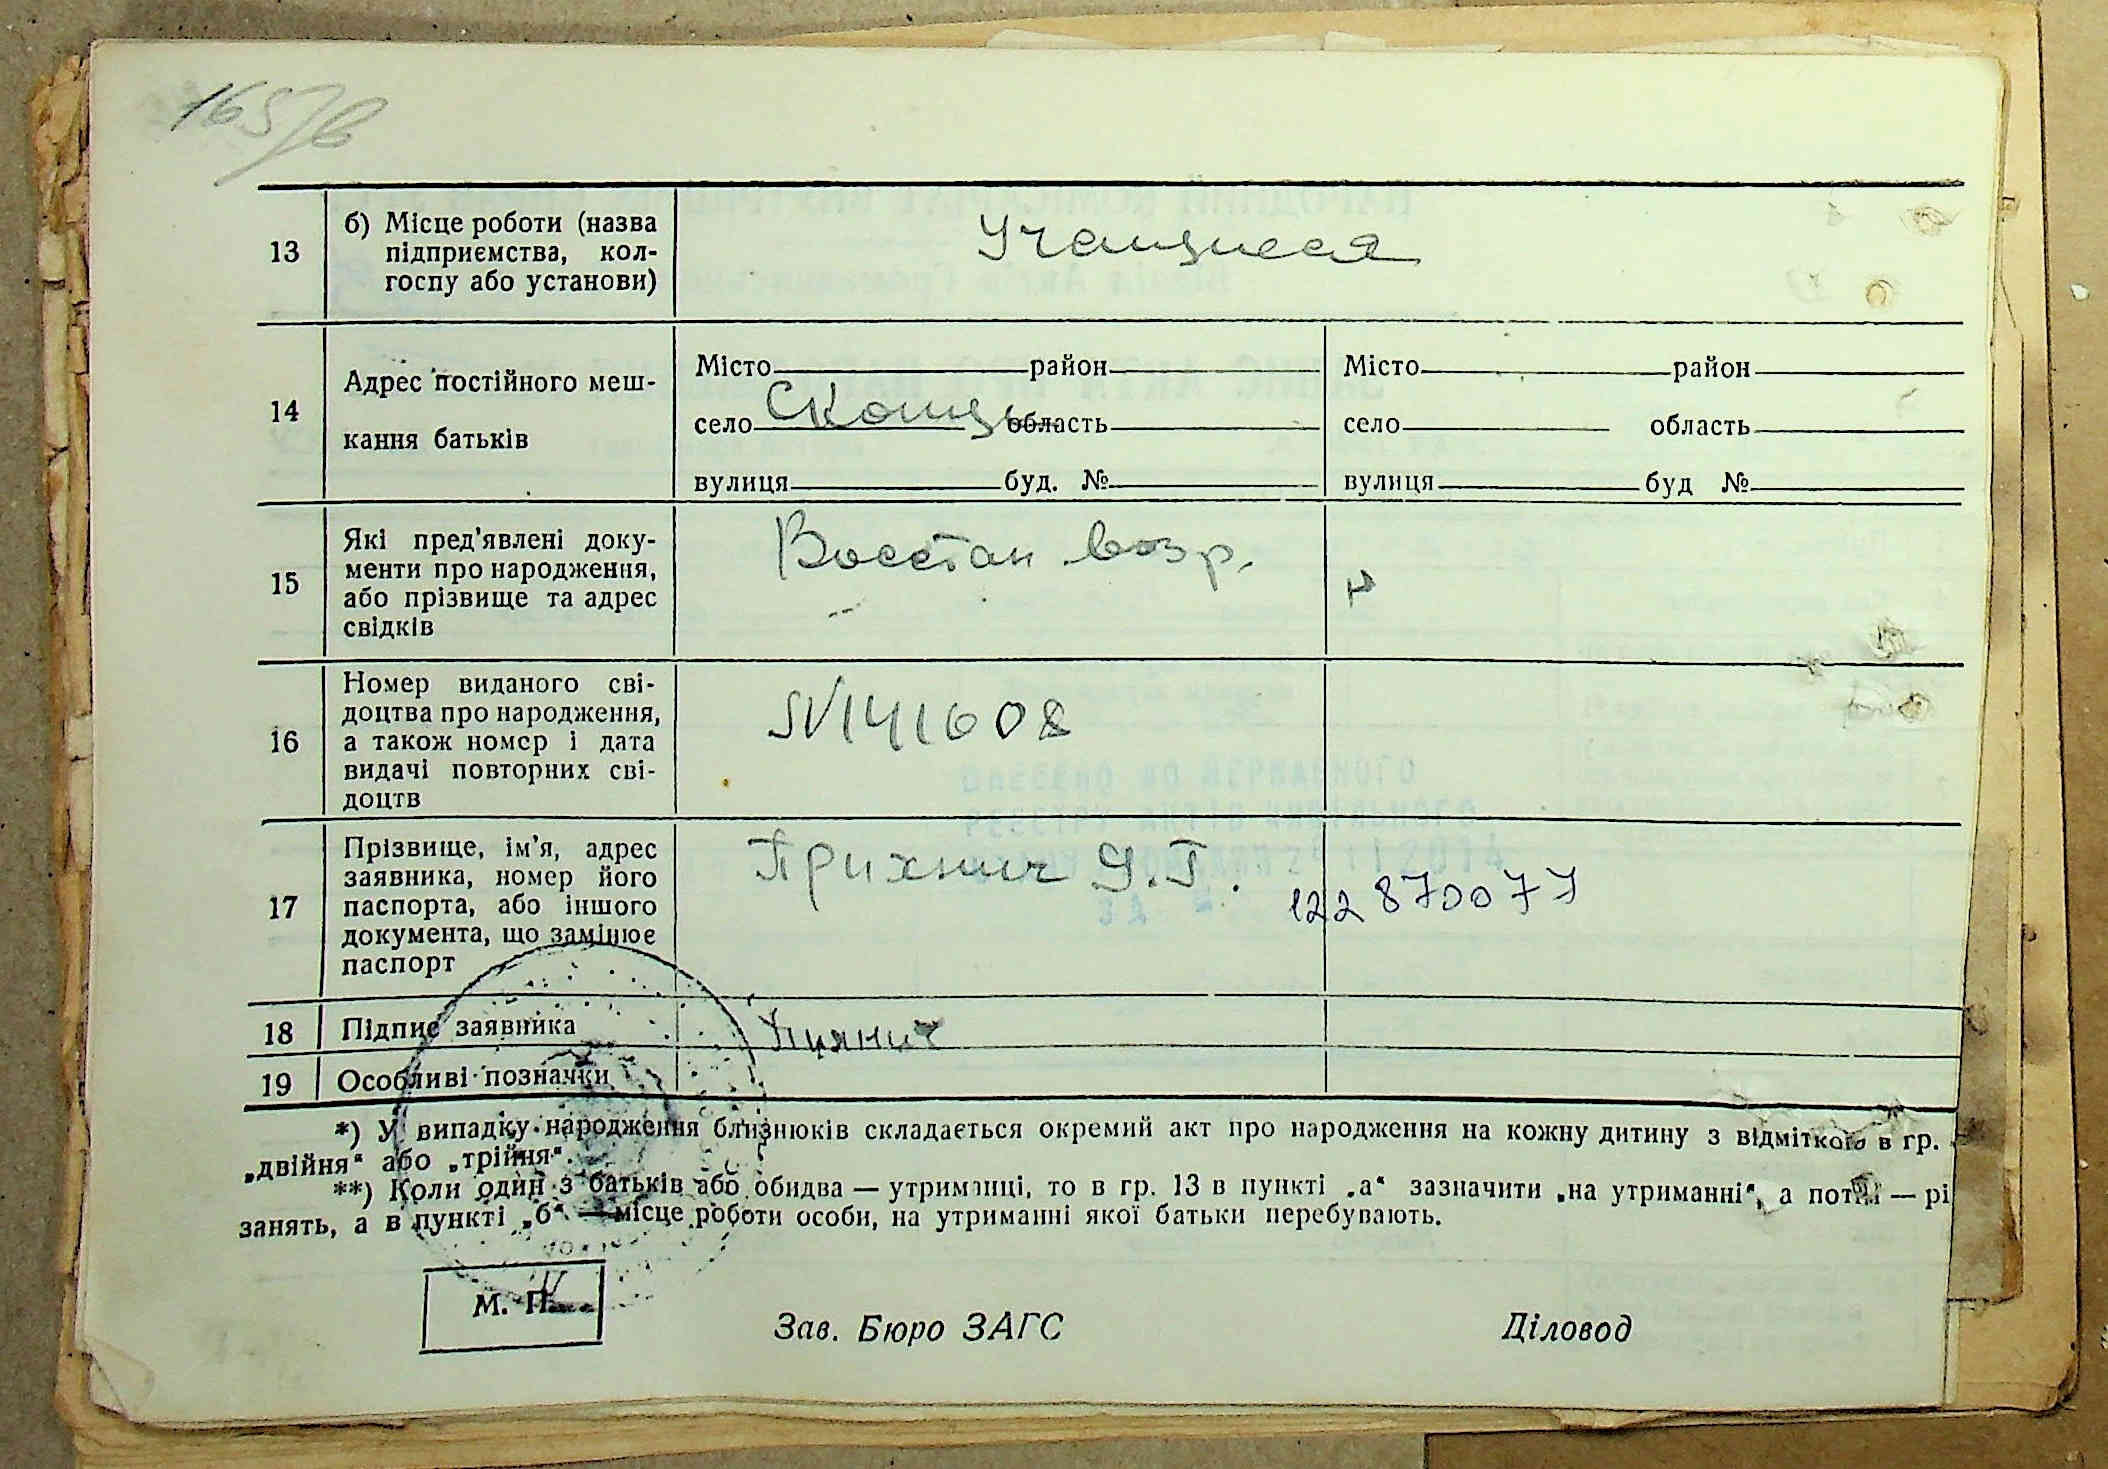 165/в
13
б) Місце роботи (назва
підприємства, кол-
госпу або установи)
Учащиеся
14
Адрес постійного меш-
кання батьків
Місто район
село область
вулиця буд. №
Місто район
село область
вулиця буд №
15
Які пред'явлені доку-
менти про народження,
або прізвище та адрес
свідків
Восстан возр.
16
Номер виданого сві-
доцтва про народження,
а також номер і дата
видачі повторних сві-
доцтв
141608
17
Прізвище, ім'я, адрес
заявника, номер його
паспорта, або іншого
документа, що замінює
паспорт
Прихнич У.Г.
18
Підпис заявника
19
Особливі позначки
*) У випадку народження близнюків складається окремий акт про народження на кожну дитину з відміткою в гр.
„двійня“ або „трійня“.
**) Коли один з батьків або обидва — утриманці, то в гр. 13 в пункті „а“ зазначити „на утриманні“, а потім — рі
занять, а в пункті „б“ — місце роботи особи, на утриманні якої батьки перебувають.
М. П.
Зав. Бюро ЗАГС
Діловод